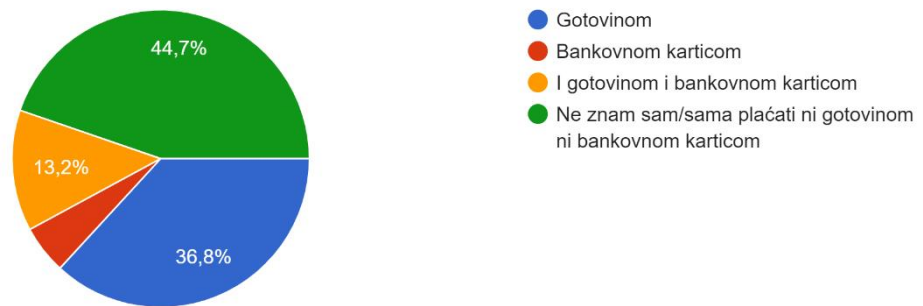 44,7%
13,2%
36,8%
Gotovinom
Bankovnom karticom
I gotovinom i bankovnom karticom
Ne znam sam/sama plaćati ni gotovinom
ni bankovnom karticom